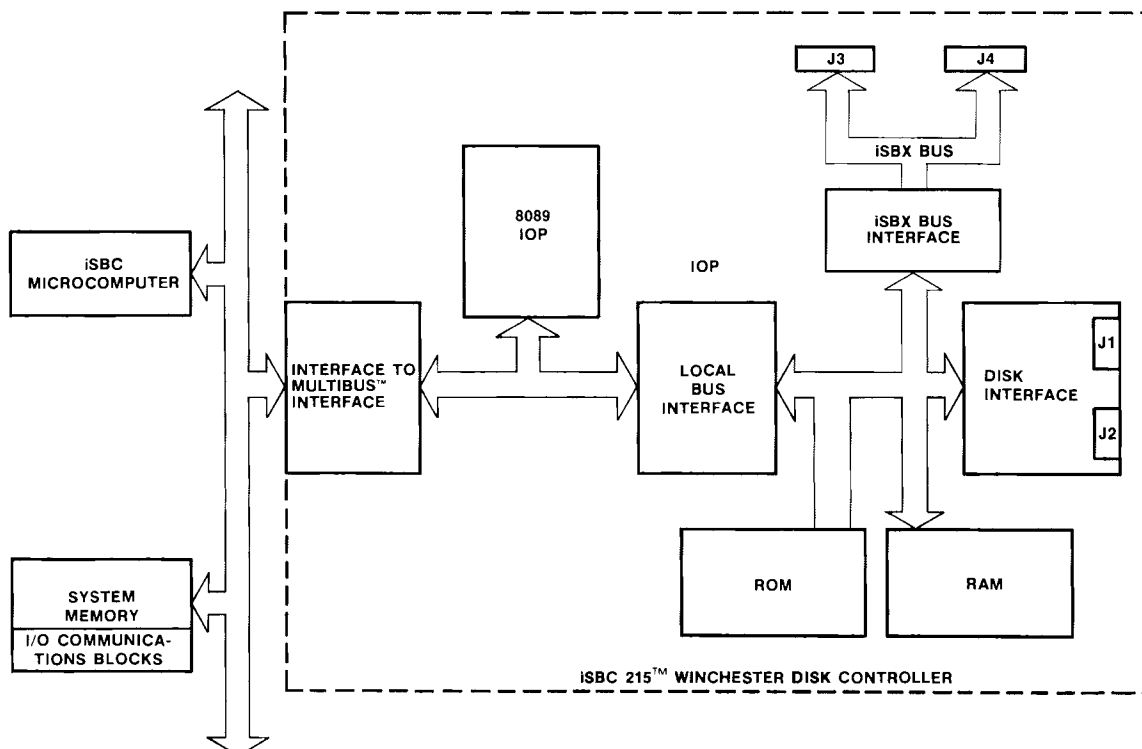 J3
J4
iSBX BUS
8089
IOP
iSBX BUS
INTERFACE
iSBC
MICROCOMPUTER
IOP
INTERFACE TO
MULTIBUS™
INTERFACE
LOCAL
BUS
INTERFACE
DISK
INTERFACE
J1
J2
SYSTEM
MEMORY
I/O COMMUNICA-
TIONS BLOCKS
ROM
RAM
iSBC 215™ WINCHESTER DISK CONTROLLER